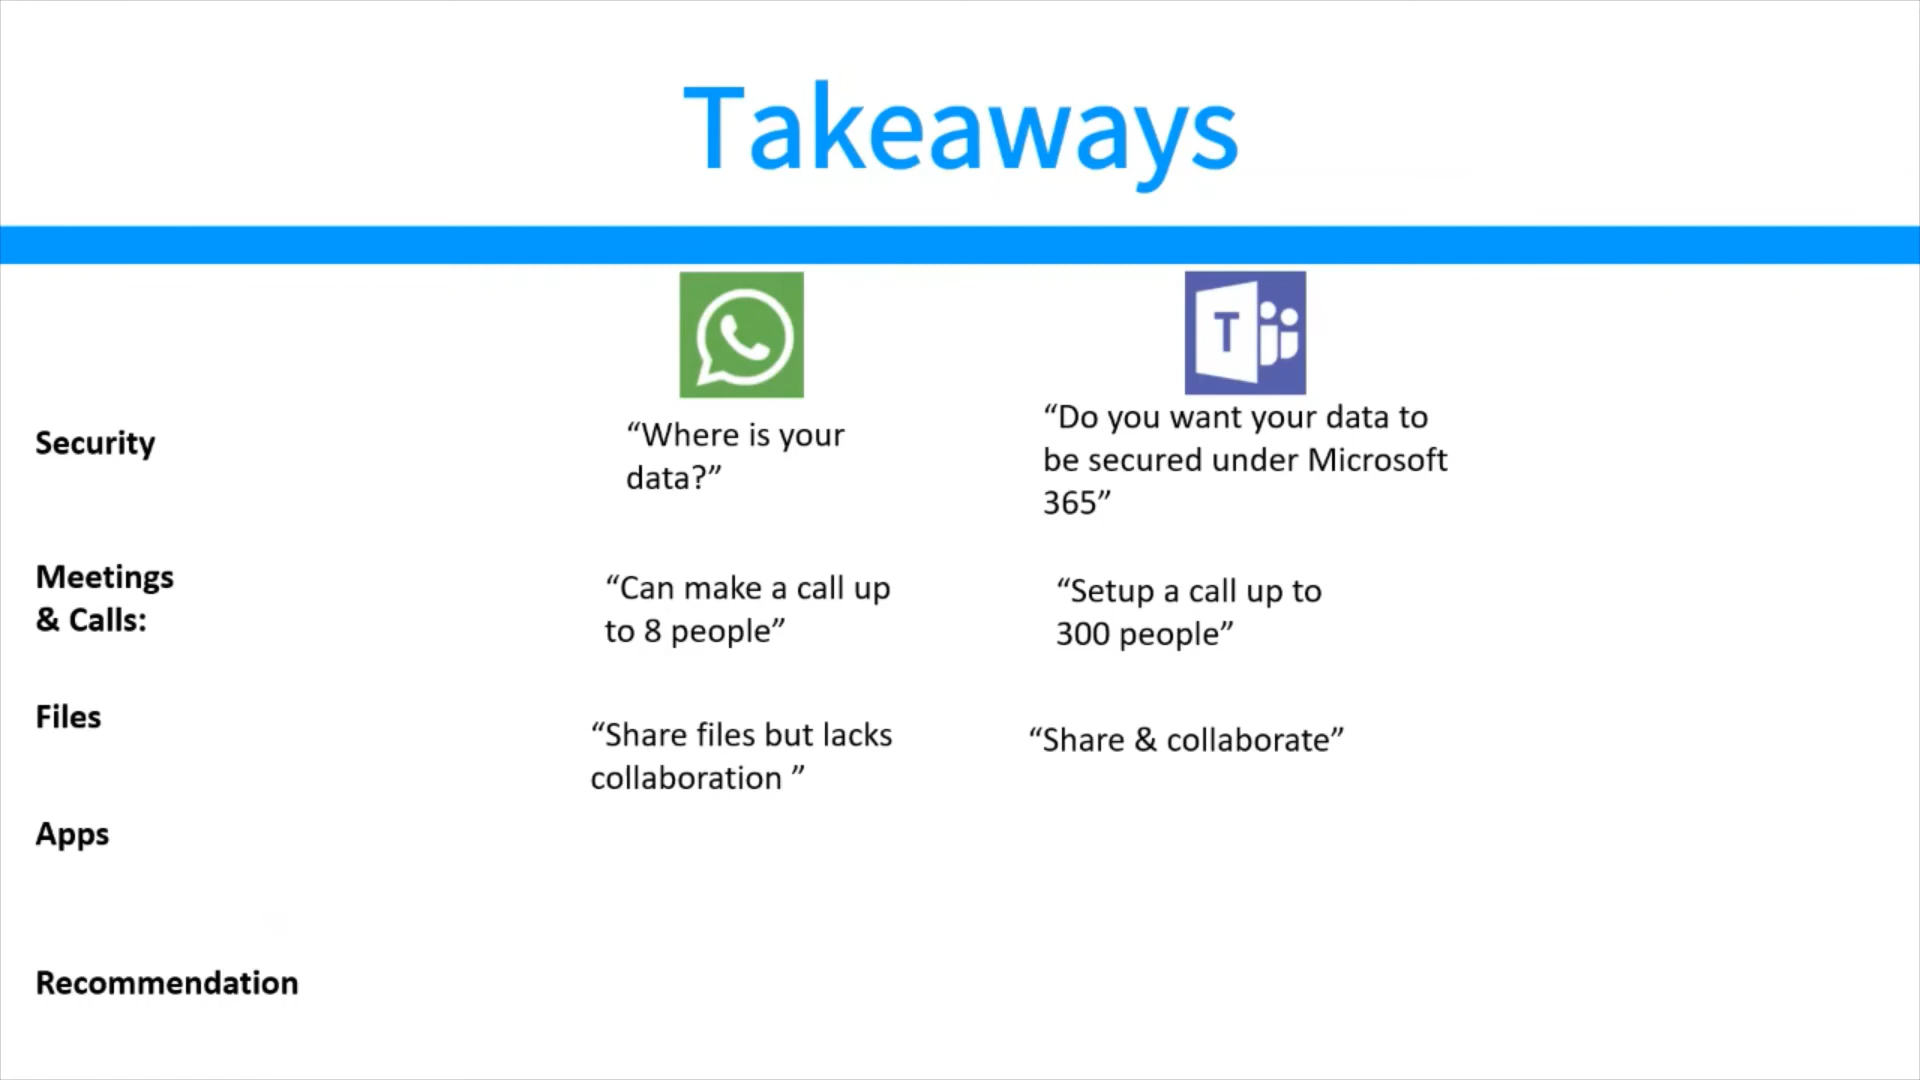 Takeaways
T
Security
“Where is your
data?”
“Do you want your data to
be secured under Microsoft
365”
Meetings
& Calls:
“Can make a call up
to 8 people”
“Setup a call up to
300 people”
Files
“Share files but lacks
collaboration ”
“Share & collaborate”
Apps
Recommendation